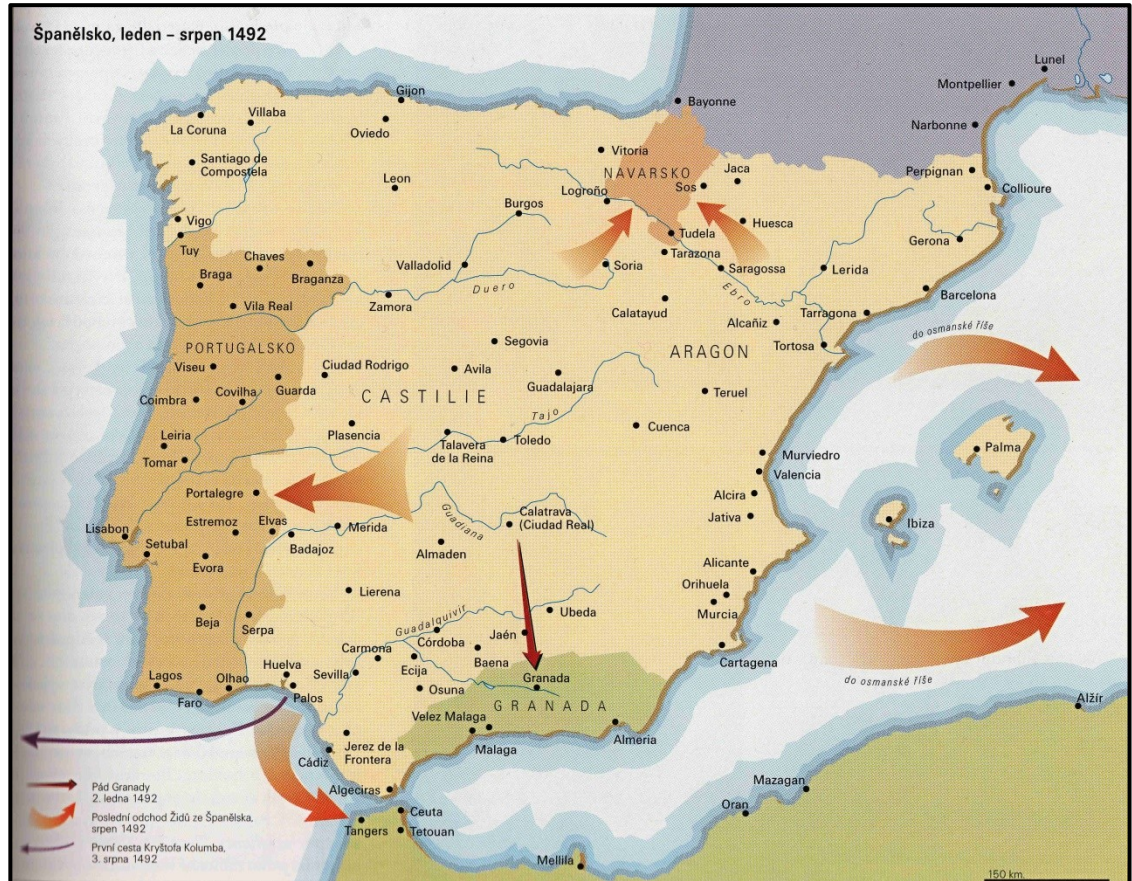 Španělsko, leden – srpen 1492
Lunel
Montpellier
Gijon
Bayonne
Villaba
La Coruna
Oviedo
Narbonne
Vitoria
Santiago de
Compostela
NAVARSKO
Jaca
Perpignan
Leon
Logroño
Sos
Collioure
Burgos
Vigo
Huesca
Tuy
Tudela
Gerona
Chaves
Tarazona
Braga
Braganza
Valladolid
Soria
Saragossa
Lerida
Duero
Ebro
Barcelona
Vila Real
Zamora
Calatayud
Tarragona
Alcañiz
do osmanské říše
Segovia
Tortosa
PORTUGALSKO
ARAGON
Viseu
Ciudad Rodrigo
Avila
Guadalajara
Guarda
Covilha
CASTILIE
Teruel
Coimbra
Tajo
Plasencia
Cuenca
Leiria
Talavera
de la Reina
Toledo
Palma
Tomar
Murviedro
Valencia
Portalegre
Alcira
Calatrava
(Ciudad Real)
Jativa
Ibiza
Lisabon
Estremoz
Elvas
Merida
Guadiana
Setubal
Badajoz
Almaden
Evora
Alicante
Lierena
Orihuela
Beja
Serpa
Guadalquivir
Ubeda
Murcia
Córdoba
Jaén
Carmona
Cartagena
Huelva
Sevilla
Ecija
Baena
Lagos
Olhao
Granada
do osmanské říše
Faro
Palos
Osuna
GRANADA
Alžír
Velez Malaga
Jerez de la
Frontera
Malaga
Almeria
Cádiz
Mazagan
Pád Granady
2. ledna 1492
Algeciras
Oran
Ceuta
Poslední odchod Židů ze Španělska,
srpen 1492
Tangers
Tetouan
První cesta Kryštofa Kolumba,
3. srpna 1492
Mellila
150 km.